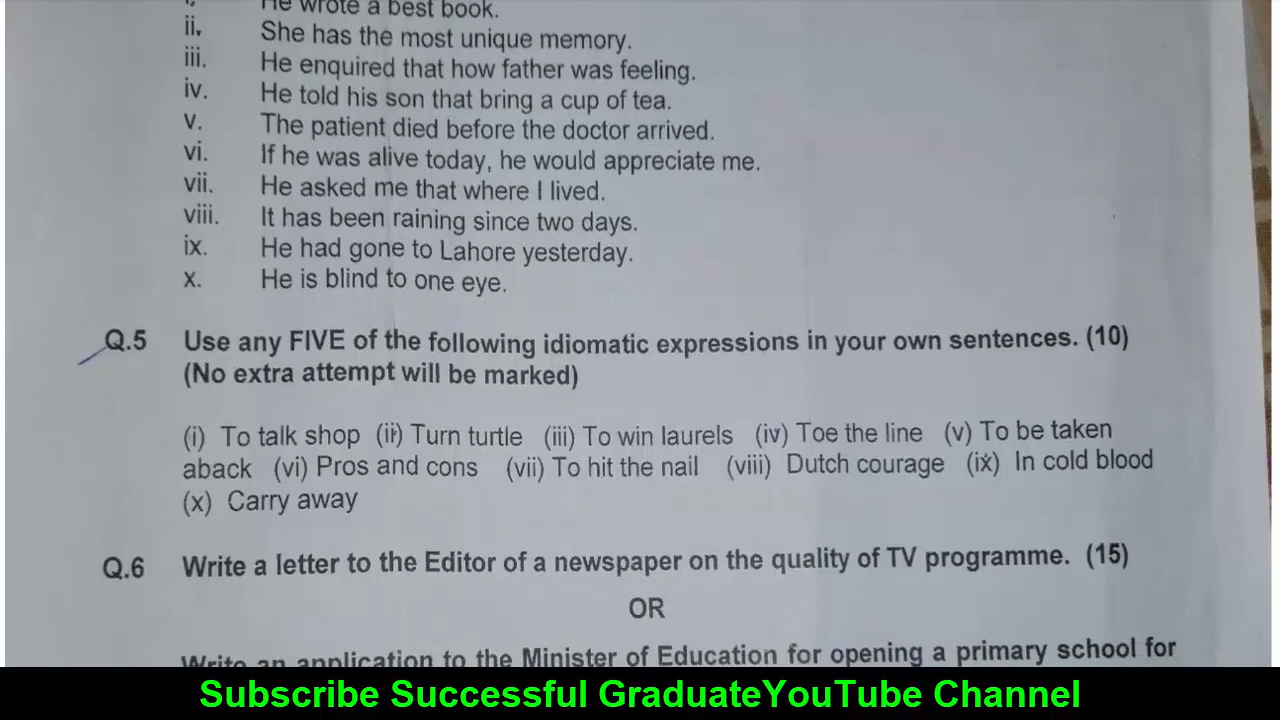 i. He wrote a best book.
ii. She has the most unique memory.
iii. He enquired that how father was feeling.
iv. He told his son that bring a cup of tea.
v. The patient died before the doctor arrived.
vi. If he was alive today, he would appreciate me.
vii. He asked me that where I lived.
viii. It has been raining since two days.
ix. He had gone to Lahore yesterday.
x. He is blind to one eye.
Q.5 Use any FIVE of the following idiomatic expressions in your own sentences. (10)
(No extra attempt will be marked)
(i) To talk shop (ii) Turn turtle (iii) To win laurels (iv) Toe the line (v) To be taken
aback (vi) Pros and cons (vii) To hit the nail (viii) Dutch courage (ix) In cold blood
(x) Carry away
Q.6 Write a letter to the Editor of a newspaper on the quality of TV programme. (15)
OR
Write an application to the Minister of Education for opening a primary school for
Subscribe Successful GraduateYouTube Channel